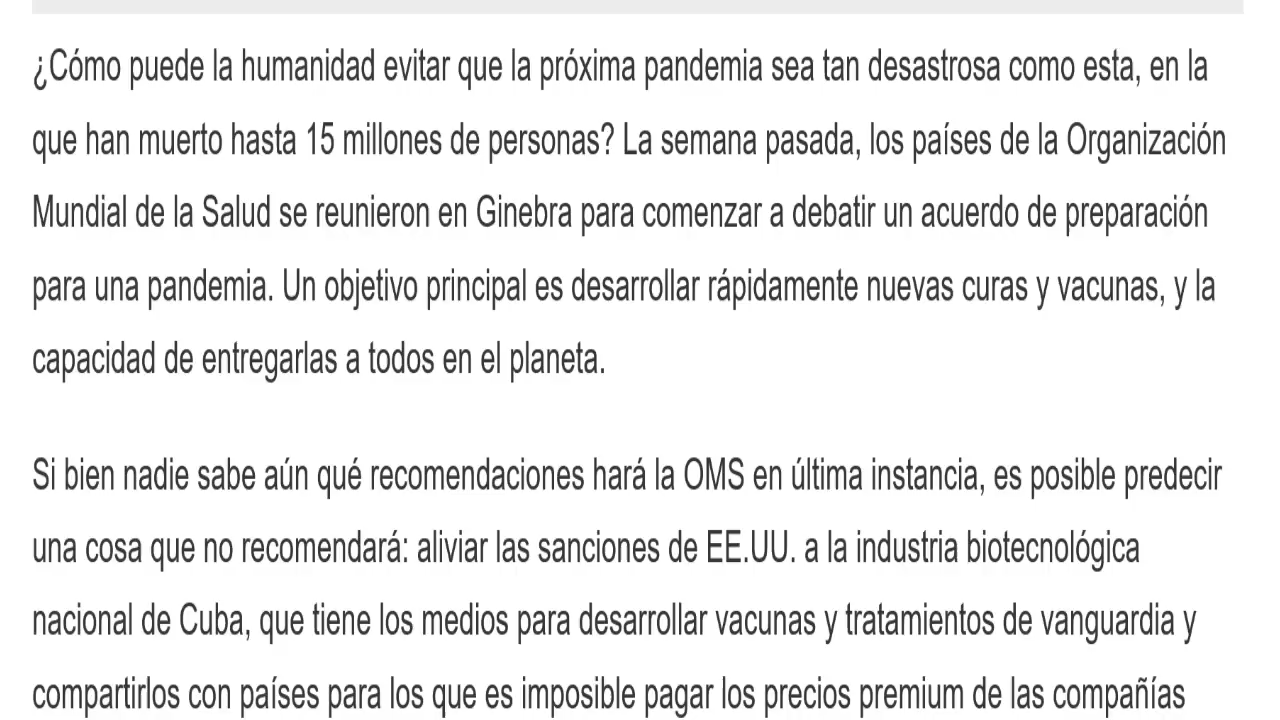 ¿Cómo puede la humanidad evitar que la próxima pandemia sea tan desastrosa como esta, en la
que han muerto hasta 15 millones de personas? La semana pasada, los países de la Organización
Mundial de la Salud se reunieron en Ginebra para comenzar a debatir un acuerdo de preparación
para una pandemia. Un objetivo principal es desarrollar rápidamente nuevas curas y vacunas, y la
capacidad de entregarlas a todos en el planeta.
Si bien nadie sabe aún qué recomendaciones hará la OMS en última instancia, es posible predecir
una cosa que no recomendará: aliviar las sanciones de EE.UU. a la industria biotecnológica
nacional de Cuba, que tiene los medios para desarrollar vacunas y tratamientos de vanguardia y
compartirlos con países para los que es imposible pagar los precios premium de las compañías